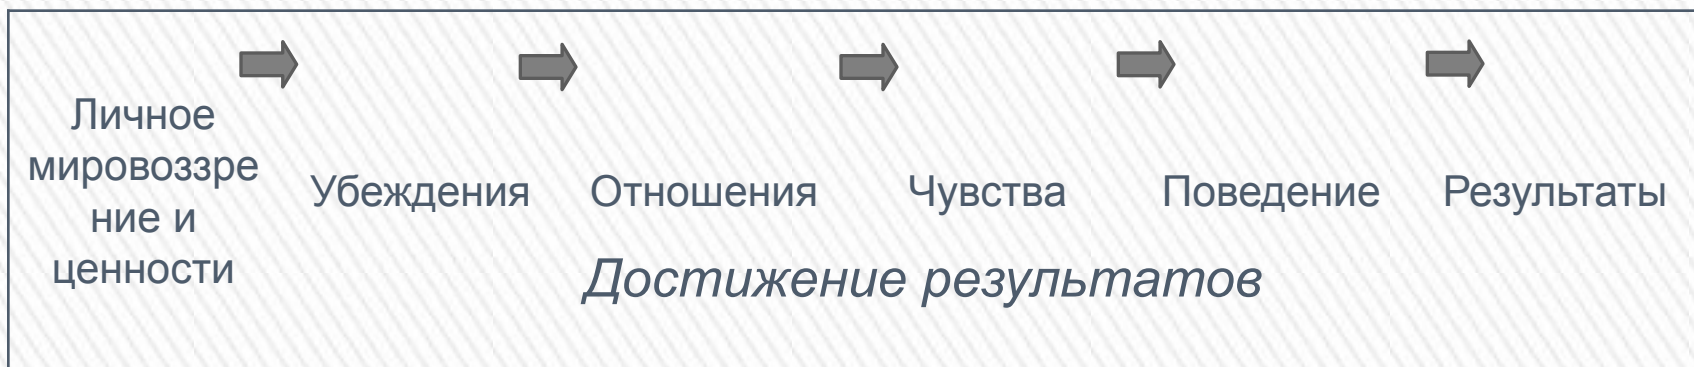 Личное
мировоззре
ние и
ценности
Убеждения
Отношения
Чувства
Поведение
Результаты
Достижение результатов